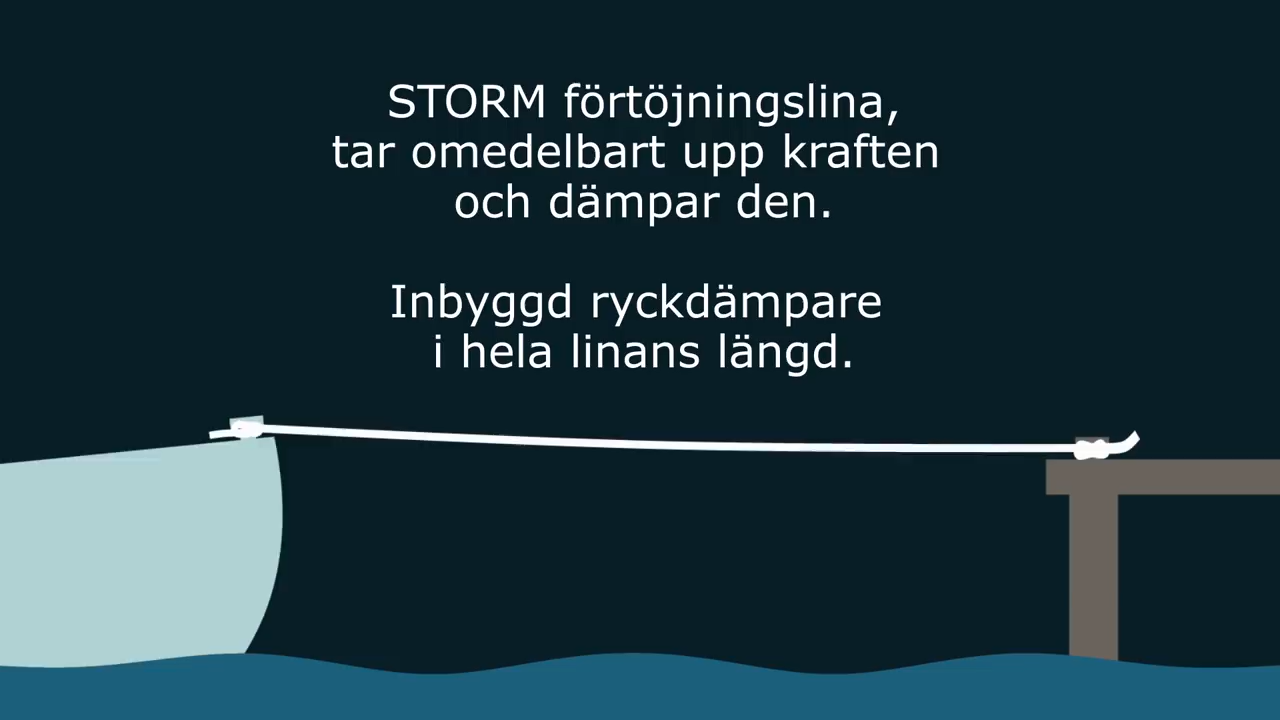 STORM förtöjningslina,
tar omedelbart upp kraften
och dämpar den.
Inbyggd ryckdämpare
i hela linans längd.